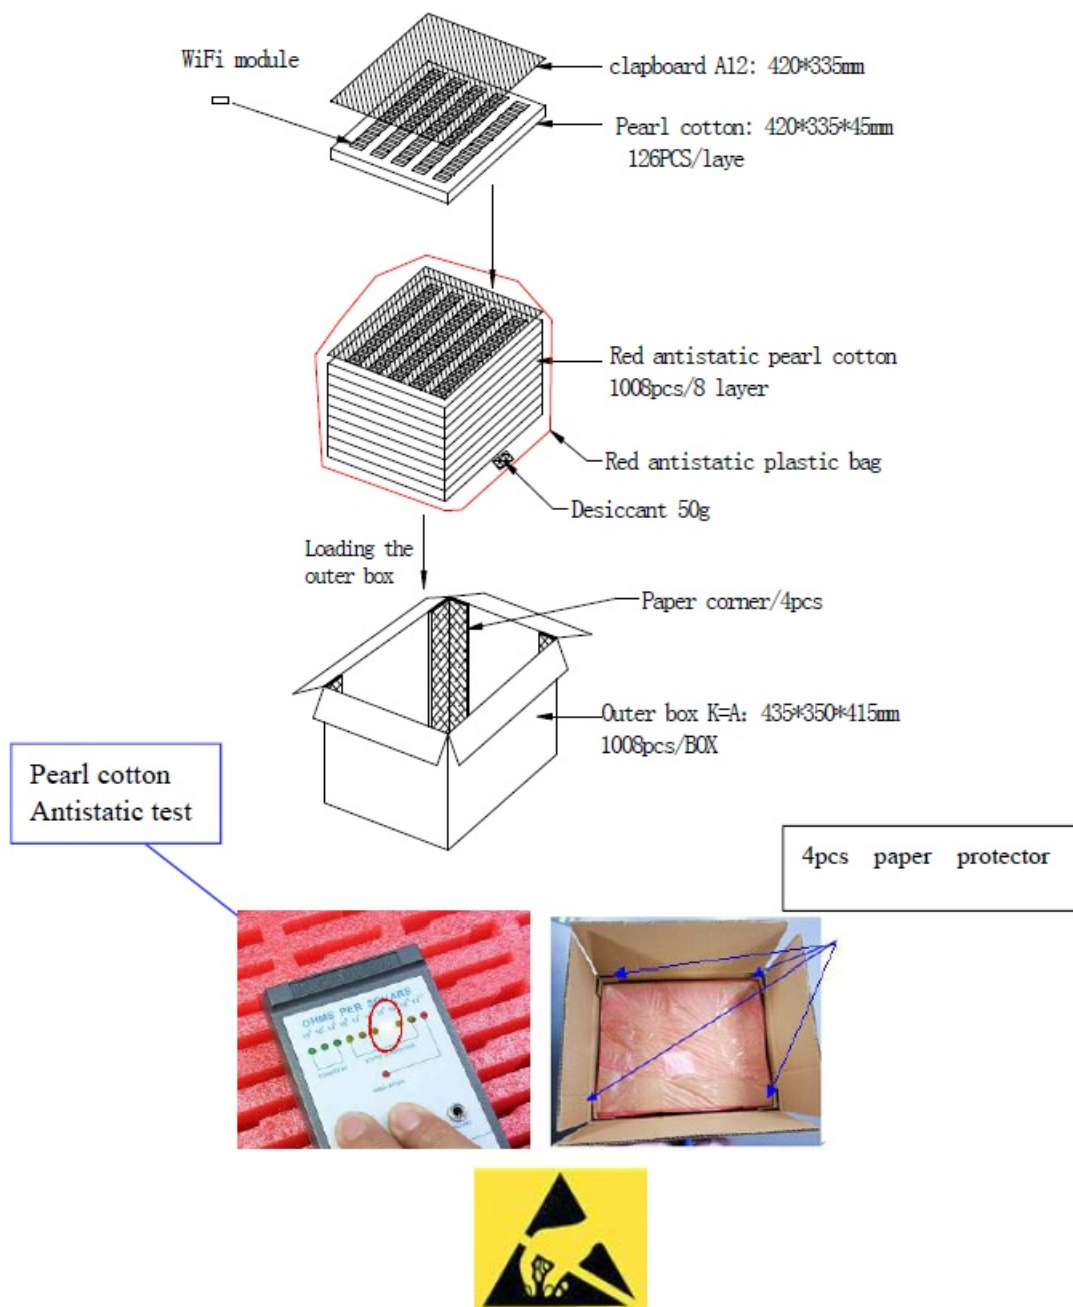 WiFi module
clapboard A12: 420*335mm
Pearl cotton: 420*335*45mm
126PCS/laye
Red antistatic pearl cotton
1008pcs/8 layer
Red antistatic plastic bag
Desiccant 50g
Loading the
outer box
Paper corner/4pcs
Outer box K=A: 435*350*415mm
1008pcs/BOX
Pearl cotton
Antistatic test
4pcs paper protector
OHMS PER SQUARE